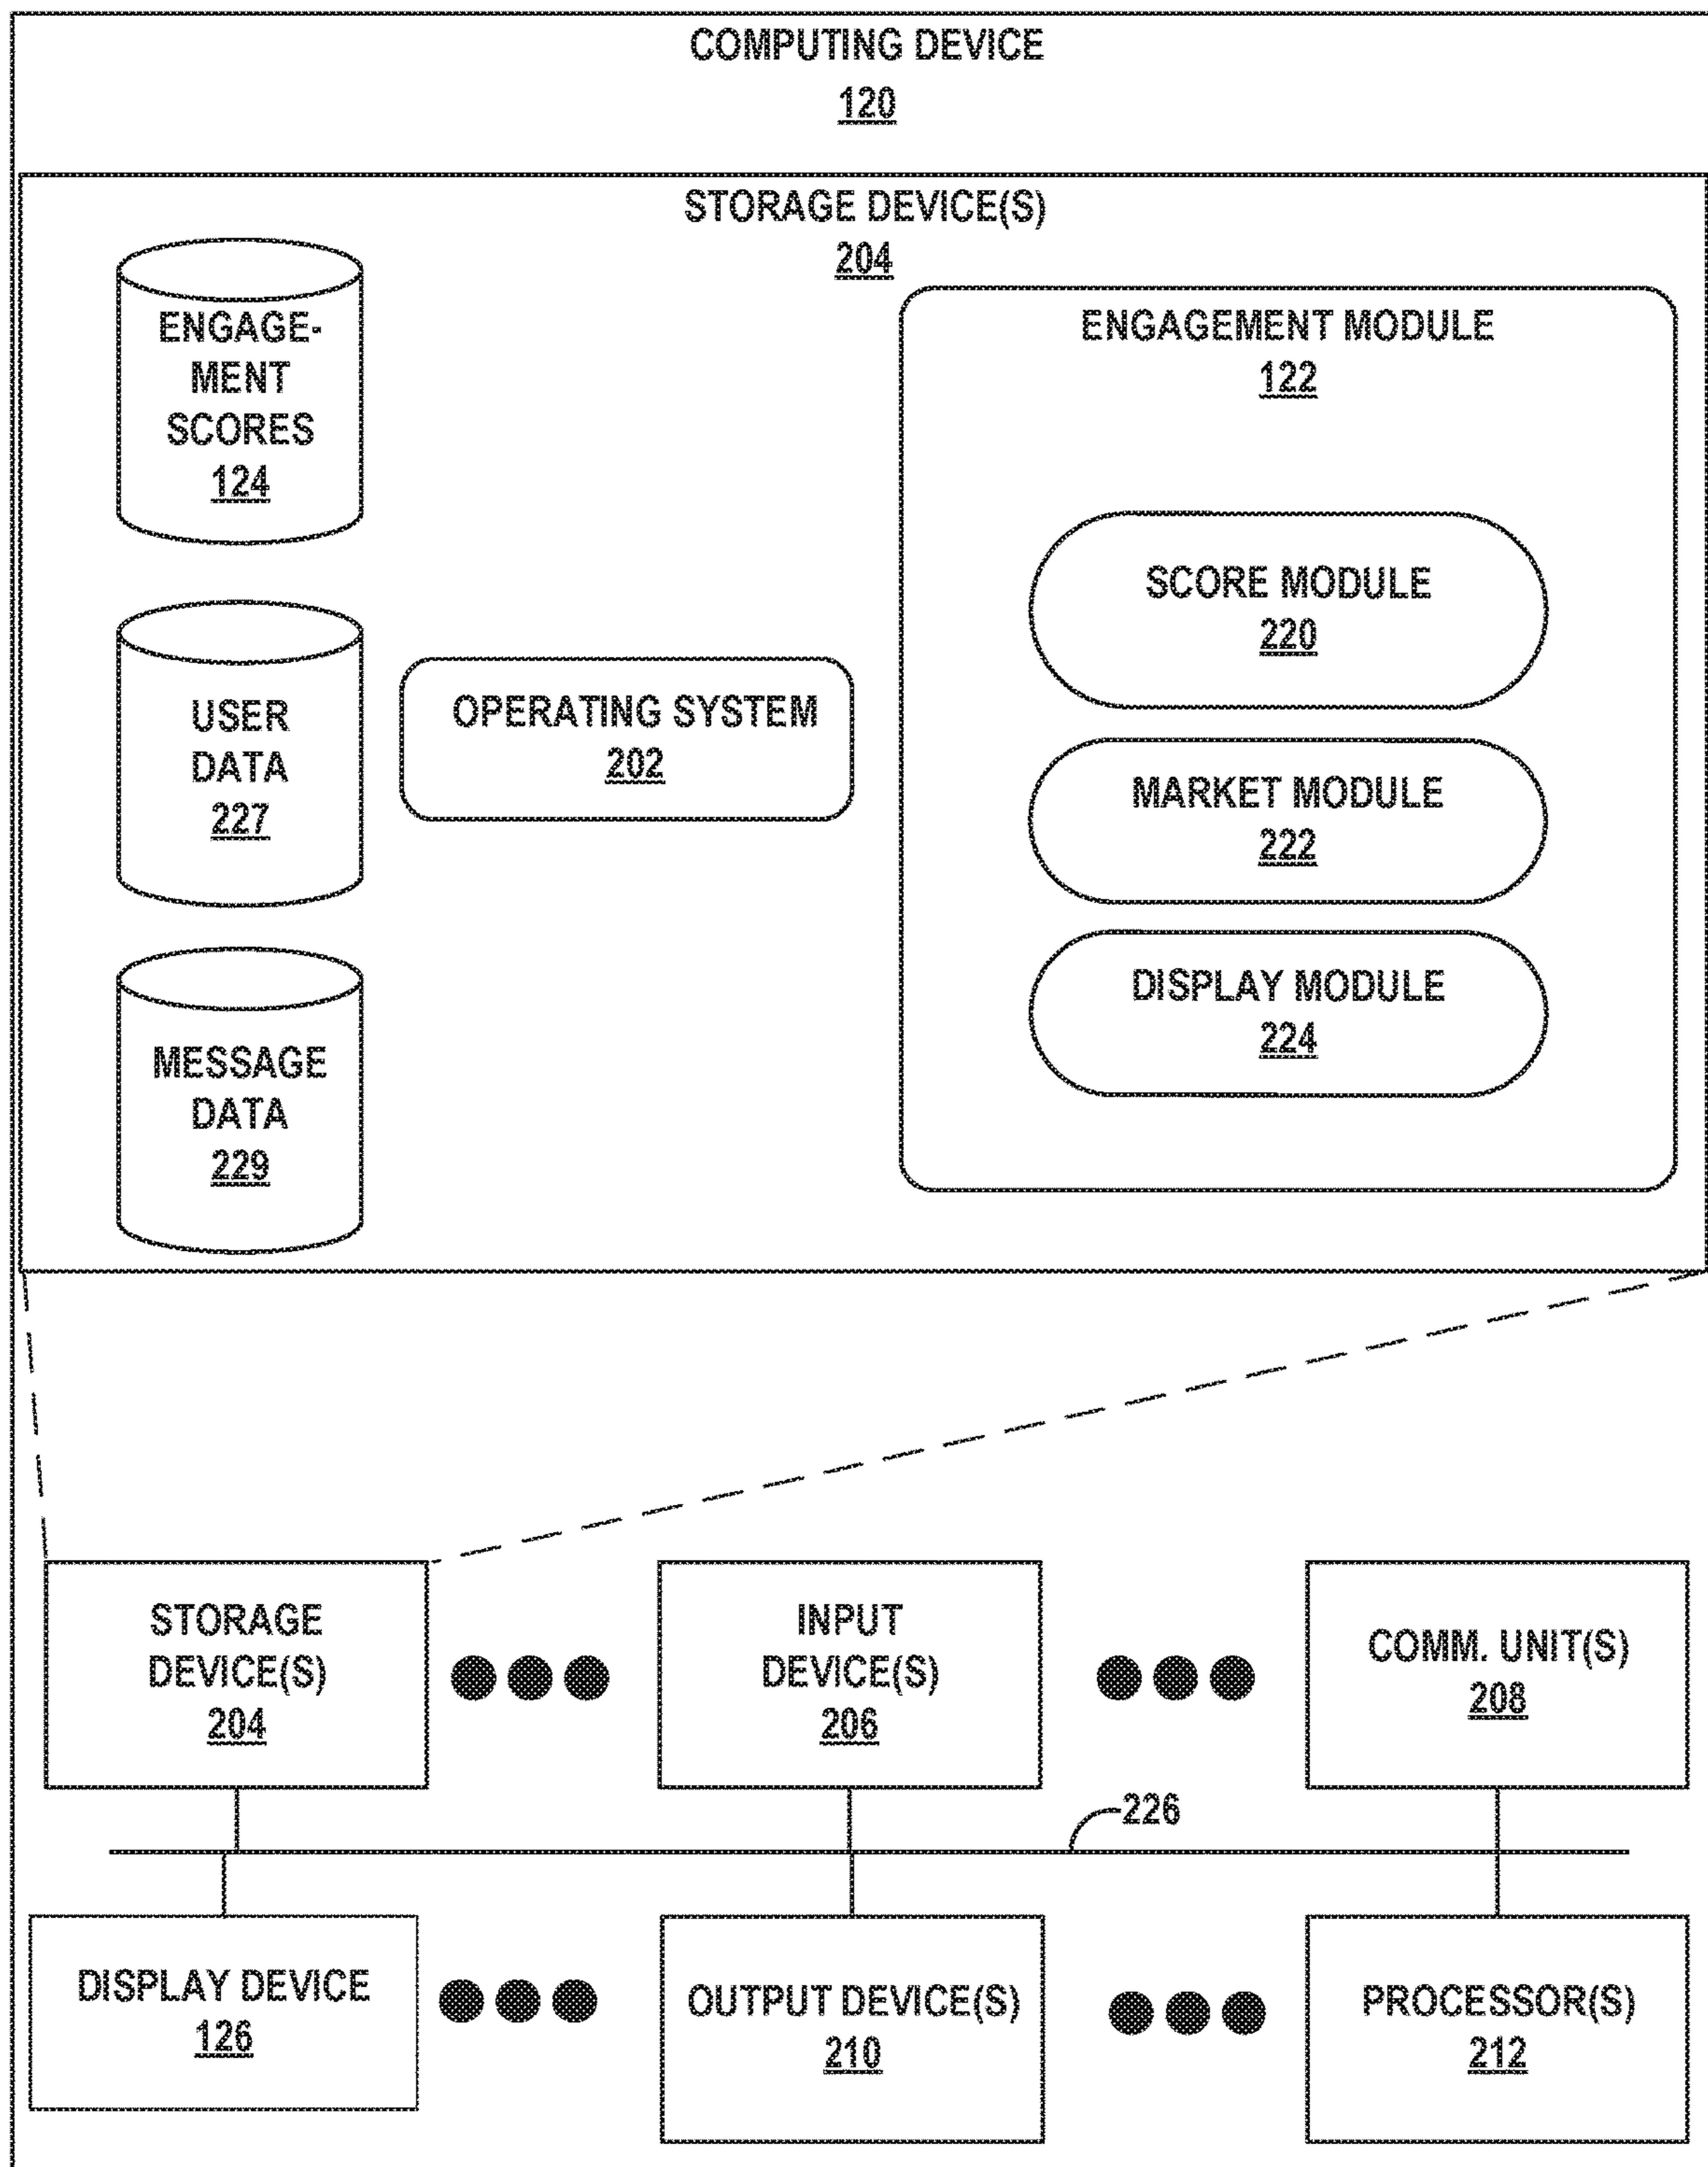 COMPUTING DEVICE
120
STORAGE DEVICE(S)
204
ENGAGE-
MENT
SCORES
124
USER
DATA
227
MESSAGE
DATA
229
OPERATING SYSTEM
202
ENGAGEMENT MODULE
122
SCORE MODULE
220
MARKET MODULE
222
DISPLAY MODULE
224
STORAGE
DEVICE(S)
204
INPUT
DEVICE(S)
206
COMM. UNIT(S)
208
226
DISPLAY DEVICE
126
OUTPUT DEVICE(S)
210
PROCESSOR(S)
212